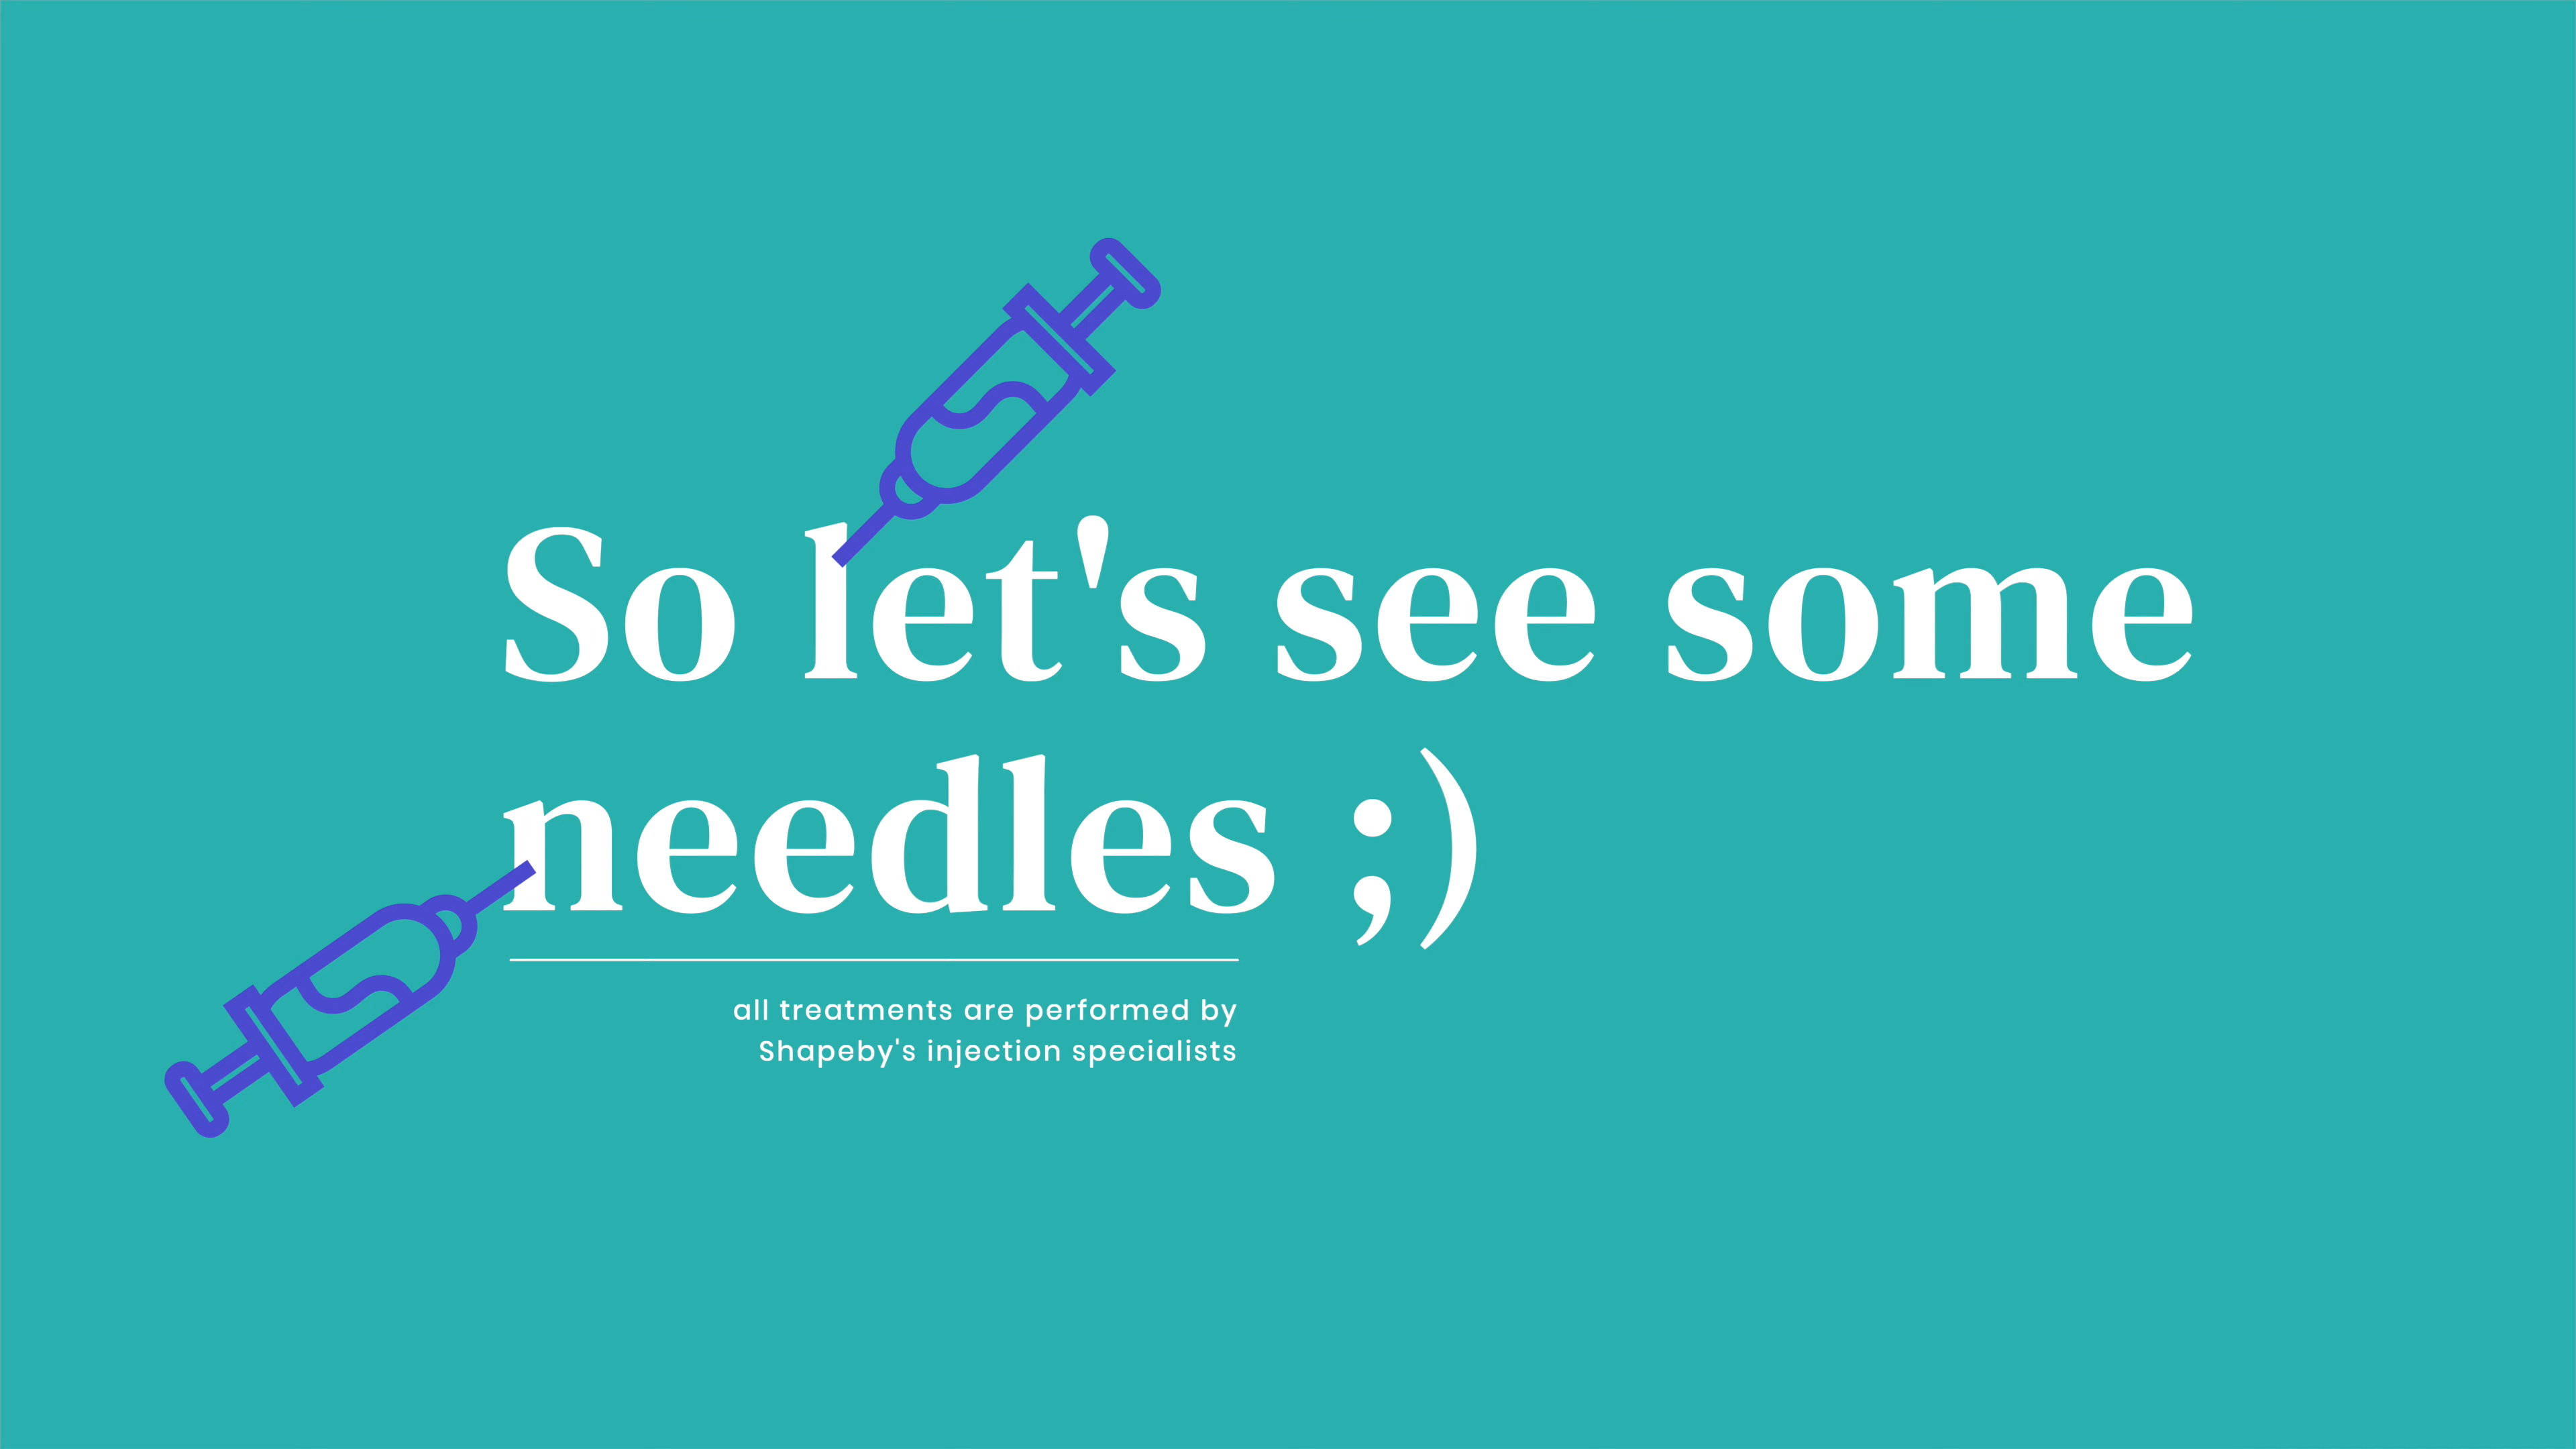 So let's see some
needles ;)
all treatments are performed by
Shapeby's injection specialists